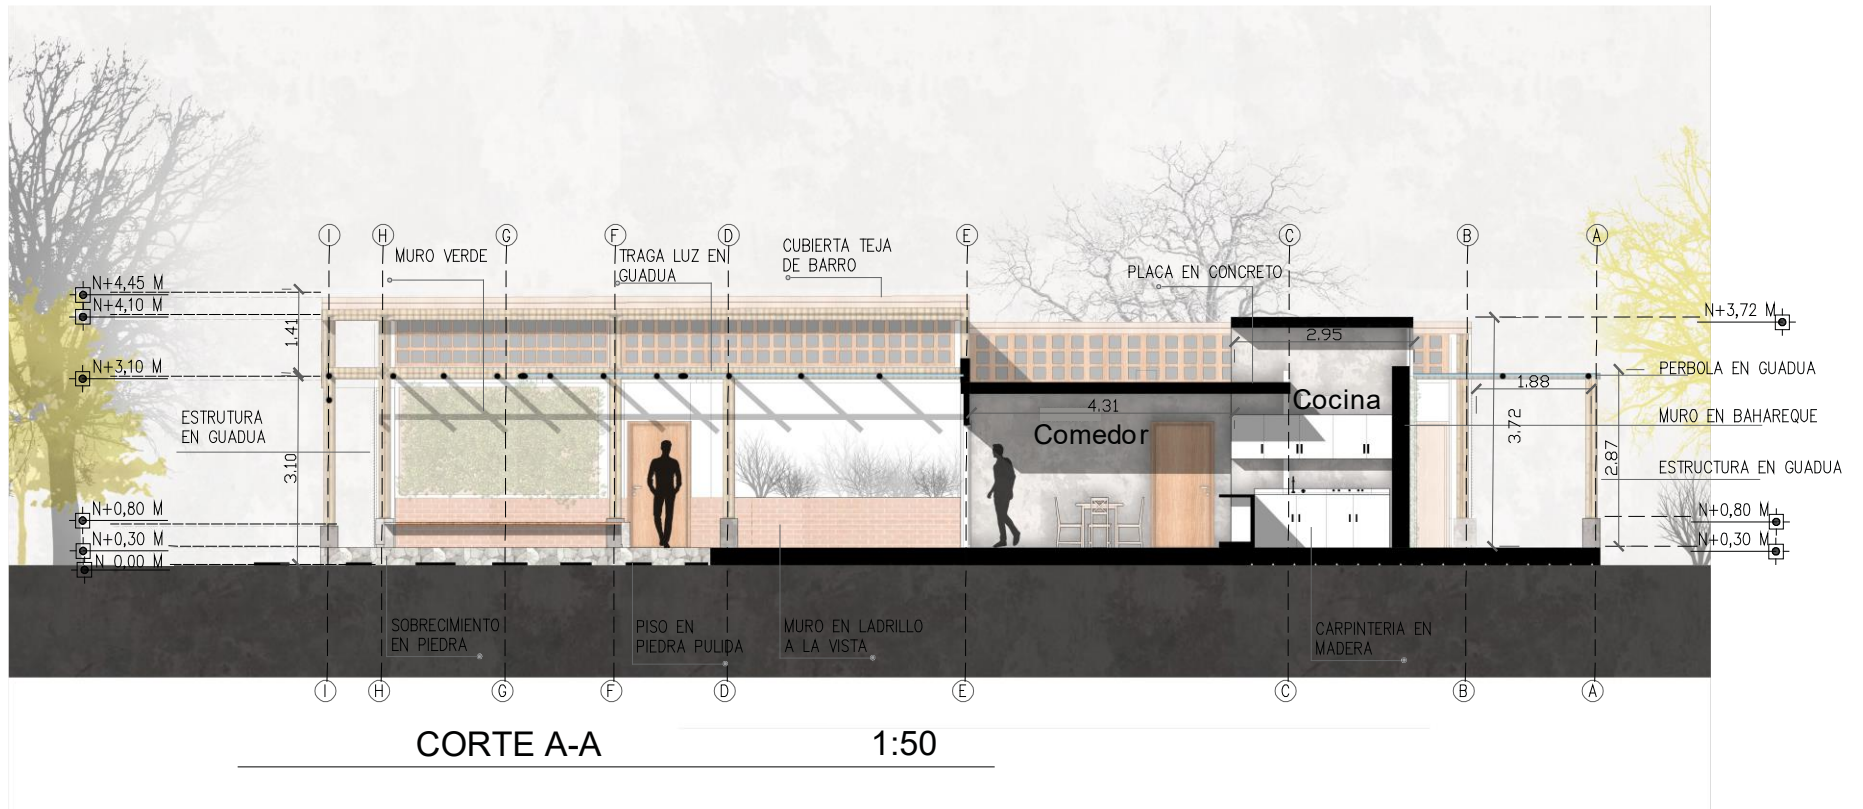 I H G F D E C B A
MURO VERDE
TRAGA LUZ EN
GUADUA
CUBIERTA TEJA
DE BARRO
PLACA EN CONCRETO
N+4,45 M
N+4,10 M
N+3,10 M
1.41
3.10
ESTRUTURA
EN GUADUA
N+0,80 M
N+0,30 M
N 0.00 M
2.95
4.31
Comedor
Cocina
1.88
3.72
2.87
N+3,72 M
PERBOLA EN GUADUA
MURO EN BAHAREQUE
ESTRUCTURA EN GUADUA
N+0,80 M
N+0,30 M
SOBRECIMIENTO
EN PIEDRA
PISO EN
PIEDRA PULIDA
MURO EN LADRILLO
A LA VISTA
CARPINTERIA EN
MADERA
I H G F D E C B A
CORTE A-A 1:50